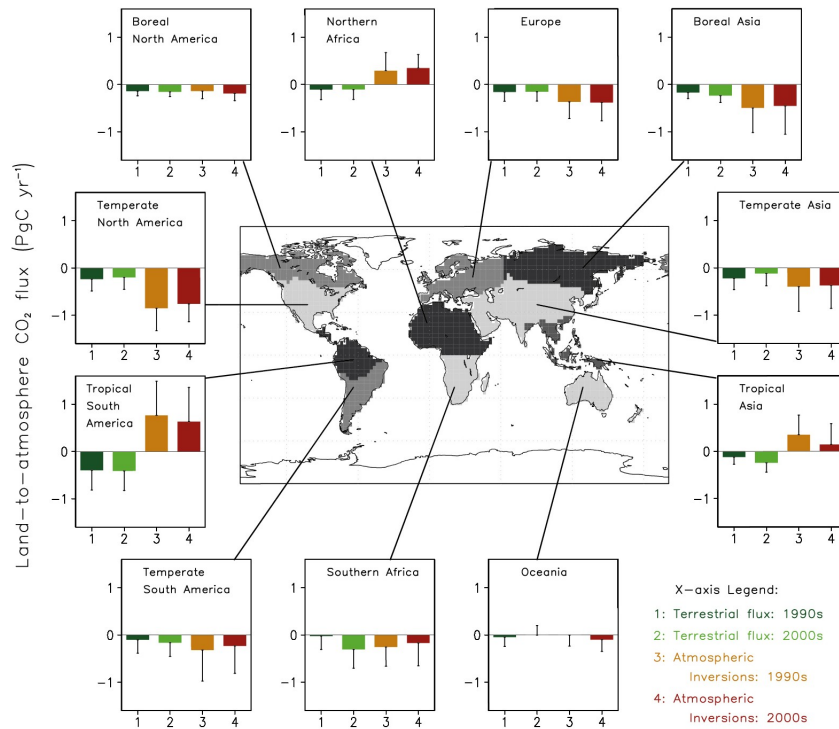 Land-to-atmosphere CO₂ flux (PgC yr⁻¹)
Boreal
North America
1
0
-1
1 2 3 4
Northern
Africa
1
0
-1
1 2 3 4
Europe
1
0
-1
1 2 3 4
Boreal Asia
1
0
-1
1 2 3 4
Temperate
North America
1
0
-1
1 2 3 4
Temperate Asia
1
0
-1
1 2 3 4
Tropical
South
America
1
0
-1
1 2 3 4
Tropical
Asia
1
0
-1
1 2 3 4
Temperate
South America
1
0
-1
1 2 3 4
Southern Africa
1
0
-1
1 2 3 4
Oceania
1
0
-1
1 2 3 4
X-axis Legend:
1: Terrestrial flux: 1990s
2: Terrestrial flux: 2000s
3: Atmospheric
Inversions: 1990s
4: Atmospheric
Inversions: 2000s